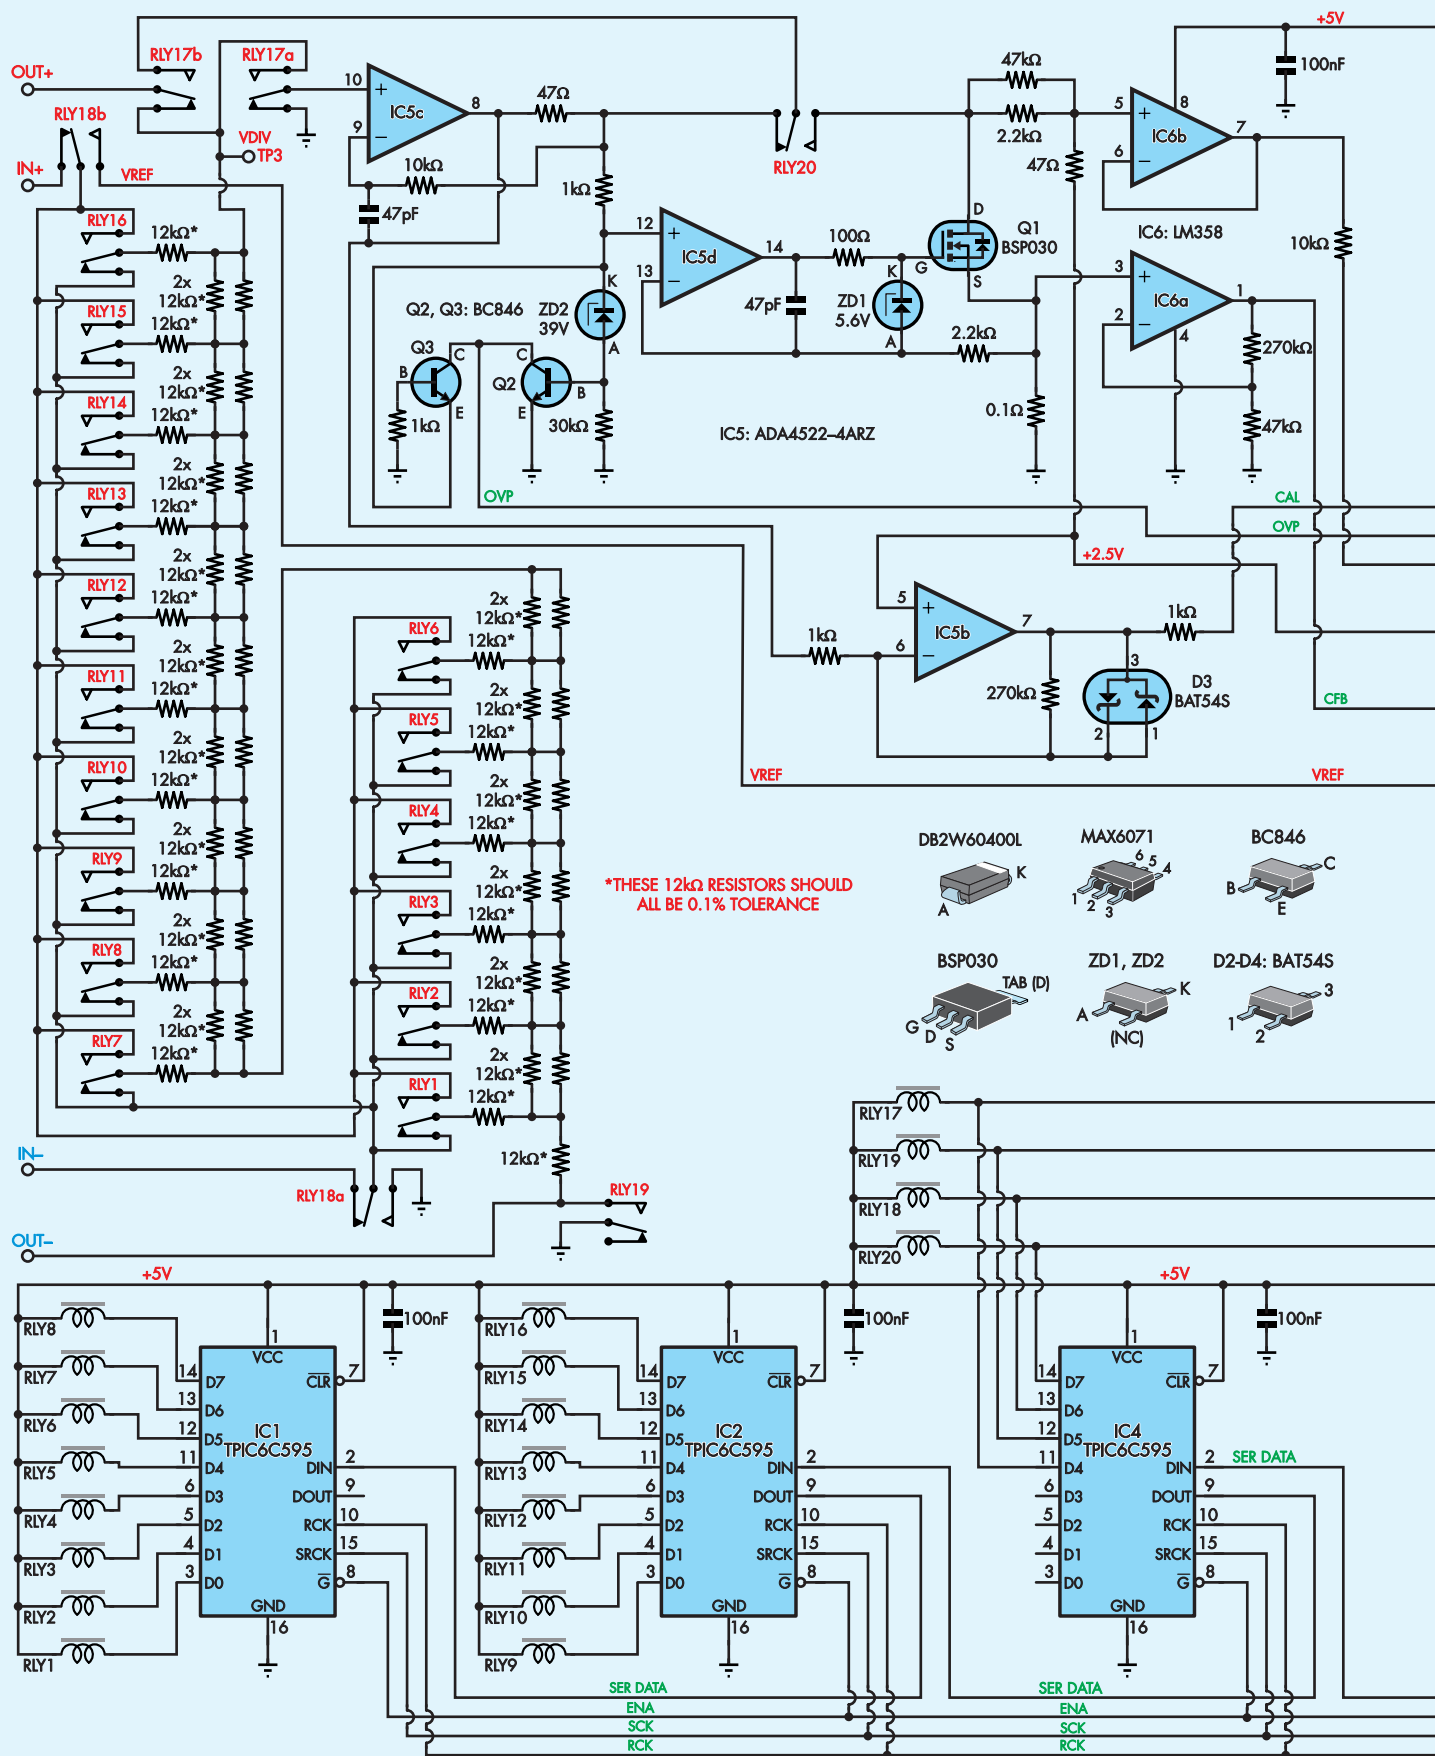 +5V
RLY17b
RLY17a
OUT+
10
+
IC5c
8
9
–
47Ω
47kΩ
100nF
5
+
8
IC6b
7
6
–
2.2kΩ
47Ω
RLY18b
VDIV
TP3
RLY20
IN+
VREF
10kΩ
47pF
1kΩ
RLY16
12kΩ*
2x
12kΩ*
12
+
IC5d
14
13
–
100Ω
D
Q1
BSP030
G
S
IC6: LM358
10kΩ
3
+
IC6a
1
2
–
4
K
Q2, Q3: BC846
ZD2
39V
A
47pF
K
ZD1
5.6V
A
2.2kΩ
270kΩ
RLY15
12kΩ*
2x
12kΩ*
Q3
C
B
E
C
Q2
B
E
1kΩ
30kΩ
0.1Ω
47kΩ
RLY14
12kΩ*
2x
12kΩ*
IC5: ADA4522–4ARZ
RLY13
12kΩ*
2x
12kΩ*
OVP
CAL
OVP
+2.5V
RLY12
12kΩ*
2x
12kΩ*
RLY11
12kΩ*
2x
12kΩ*
RLY10
12kΩ*
2x
12kΩ*
RLY9
12kΩ*
2x
12kΩ*
RLY8
12kΩ*
2x
12kΩ*
RLY7
12kΩ*
2x
12kΩ*
RLY6
12kΩ*
2x
12kΩ*
RLY5
12kΩ*
2x
12kΩ*
RLY4
12kΩ*
2x
12kΩ*
RLY3
12kΩ*
2x
12kΩ*
RLY2
12kΩ*
2x
12kΩ*
RLY1
12kΩ*
12kΩ*
5
+
IC5b
7
1kΩ
6
–
1kΩ
270kΩ
3
D3
BAT54S
2
1
CFB
VREF
VREF
*THESE 12kΩ RESISTORS SHOULD
ALL BE 0.1% TOLERANCE
DB2W60400L
K
A
MAX6071
6
5
4
1
2
3
BC846
C
B
E
BSP030
TAB (D)
G
D
S
ZD1, ZD2
K
A
(NC)
D2-D4: BAT54S
3
1
2
IN–
RLY18a
RLY19
OUT–
RLY17
RLY19
RLY18
RLY20
+5V
+5V
RLY8
RLY7
RLY6
RLY5
RLY4
RLY3
RLY2
RLY1
100nF
1
VCC
14
D7
CLR
7
13
D6
12
D5
IC1
TPIC6C595
11
D4
DIN
2
6
D3
DOUT
9
5
D2
RCK
10
4
D1
SRCK
15
3
D0
G
8
GND
16
RLY16
RLY15
RLY14
RLY13
RLY12
RLY11
RLY10
RLY9
100nF
1
VCC
14
D7
CLR
7
13
D6
12
D5
IC2
TPIC6C595
11
D4
DIN
2
6
D3
DOUT
9
5
D2
RCK
10
4
D1
SRCK
15
3
D0
G
8
GND
16
100nF
1
VCC
14
D7
CLR
7
13
D6
12
D5
IC4
TPIC6C595
11
D4
DIN
2
SER DATA
6
D3
DOUT
9
5
D2
RCK
10
4
D1
SRCK
15
3
D0
G
8
GND
16
SER DATA
SER DATA
ENA
ENA
SCK
SCK
RCK
RCK